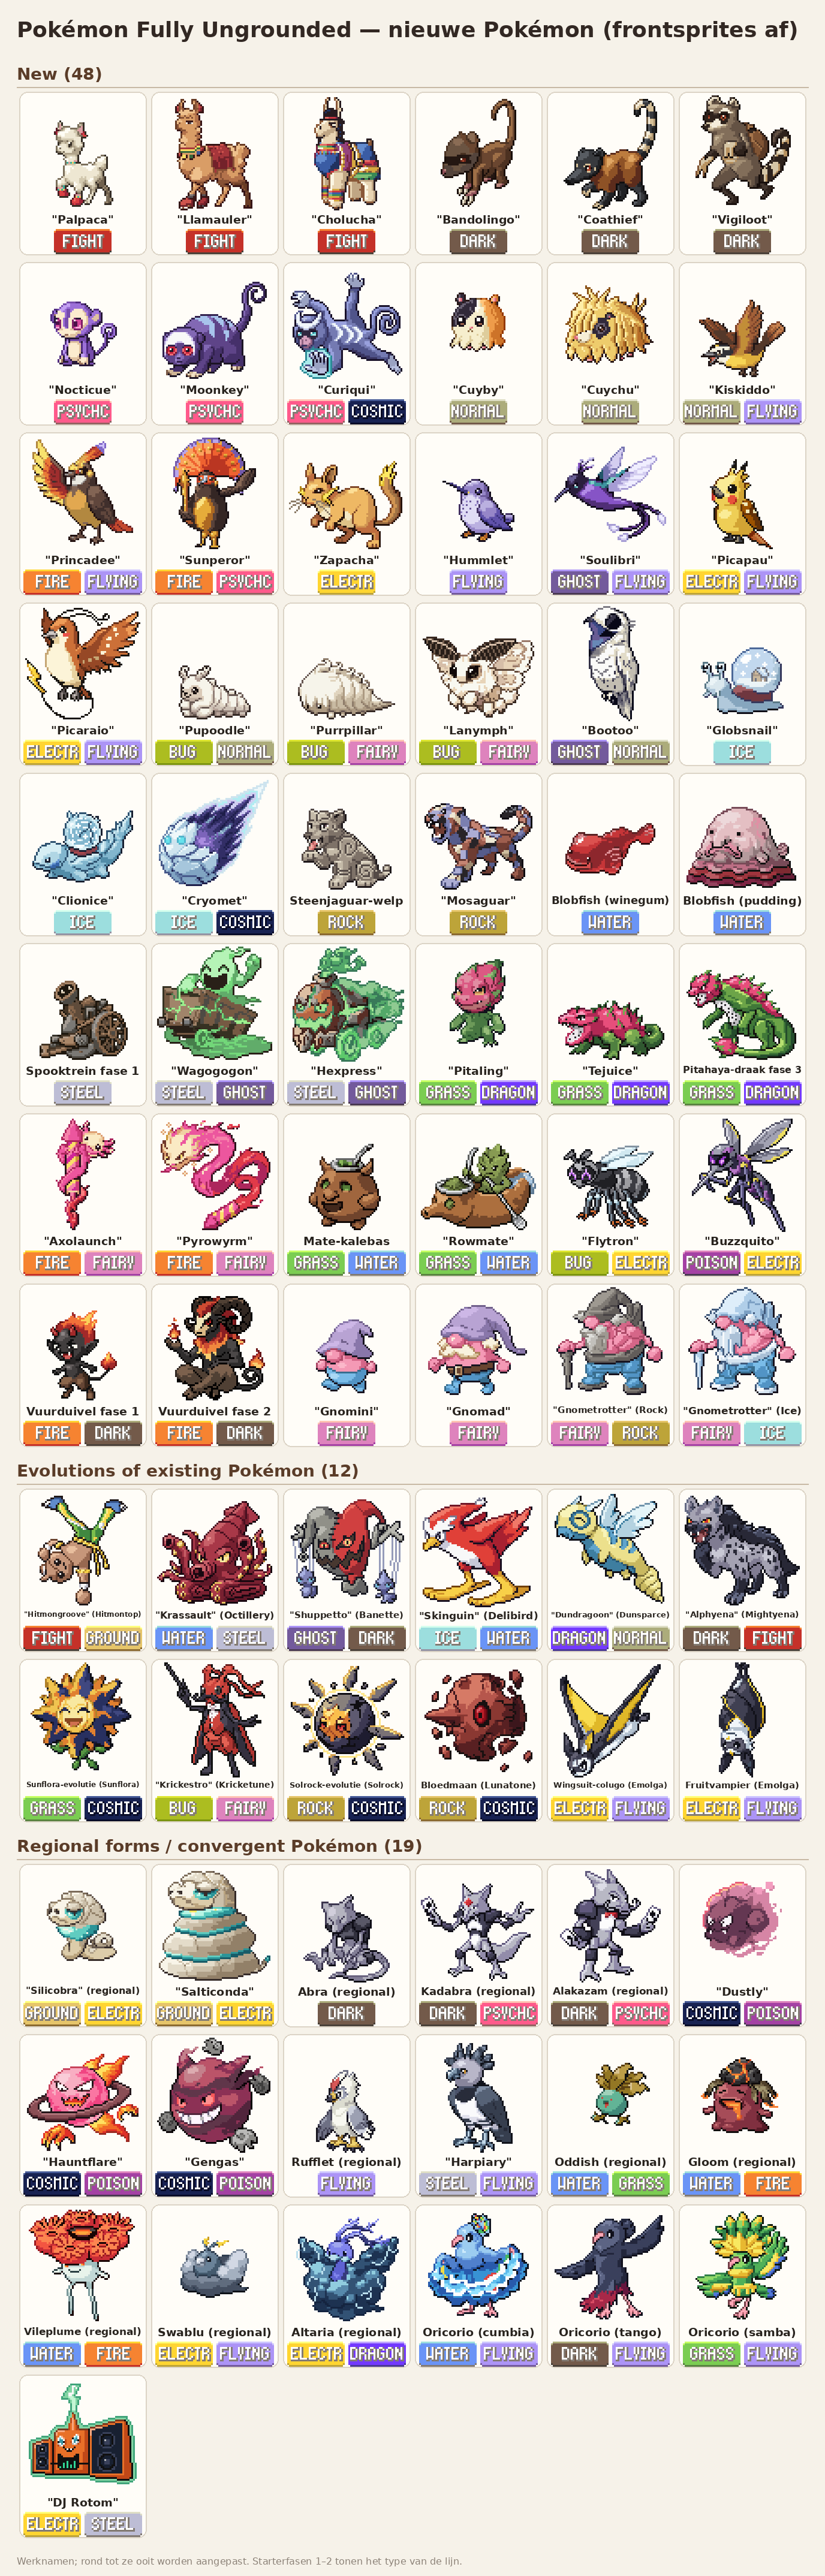 Pokémon Fully Ungrounded — nieuwe Pokémon (frontsprites af)
New (48)
"Palpaca" "Llamauler" "Cholucha" "Bandolingo" "Coathief" "Vigiloot"
FIGHT FIGHT FIGHT DARK DARK DARK
"Nocticue" "Moonkey" "Curiqui" "Cuyby" "Cuychu" "Kiskiddo"
PSYCHC PSYCHC PSYCHC COSMIC NORMAL NORMAL NORMAL FLYING
"Princadee" "Sunperor" "Zapacha" "Hummlet" "Soulibri" "Picapau"
FIRE FLYING FIRE PSYCHC ELECTR FLYING GHOST FLYING ELECTR FLYING
"Picaraio" "Pupoodle" "Purrpillar" "Lanymph" "Bootoo" "Globsnail"
ELECTR FLYING BUG NORMAL BUG FAIRY BUG FAIRY GHOST NORMAL ICE
"Clionice" "Cryomet" Steenjaguar-welp "Mosaguar" Blobfish (winegum) Blobfish (pudding)
ICE ICE COSMIC ROCK ROCK WATER WATER
Spooktrein fase 1 "Wagogogon" "Hexpress" "Pitaling" "Tejuice" Pitahaya-draak fase 3
STEEL STEEL GHOST STEEL GHOST GRASS DRAGON GRASS DRAGON GRASS DRAGON
"Axolaunch" "Pyrowyrm" Mate-kalebas "Rowmate" "Flytron" "Buzzquito"
FIRE FAIRY FIRE FAIRY GRASS WATER GRASS WATER BUG ELECTR POISON ELECTR
Vuurduivel fase 1 Vuurduivel fase 2 "Gnomini" "Gnomad" "Gnometrotter" (Rock) "Gnometrotter" (Ice)
FIRE DARK FIRE DARK FAIRY FAIRY FAIRY ROCK FAIRY ICE
Evolutions of existing Pokémon (12)
"Hitmongroove" (Hitmontop) "Krassault" (Octillery) "Shuppetto" (Banette) "Skinguin" (Delibird) "Dundragoon" (Dunsparce) "Alphyena" (Mightyena)
FIGHT GROUND WATER STEEL GHOST DARK ICE WATER DRAGON NORMAL DARK FIGHT
Sunflora-evolutie (Sunflora) "Krickestro" (Kricketune) Solrock-evolutie (Solrock) Bloedmaan (Lunatone) Wingsuit-colugo (Emolga) Fruitvampier (Emolga)
GRASS COSMIC BUG FAIRY ROCK COSMIC ROCK COSMIC ELECTR FLYING ELECTR FLYING
Regional forms / convergent Pokémon (19)
"Silicobra" (regional) "Salticonda" Abra (regional) Kadabra (regional) Alakazam (regional) "Dustly"
GROUND ELECTR GROUND ELECTR DARK DARK PSYCHC DARK PSYCHC COSMIC POISON
"Hauntflare" "Gengas" Rufflet (regional) "Harpiary" Oddish (regional) Gloom (regional)
COSMIC POISON COSMIC POISON FLYING STEEL FLYING WATER GRASS WATER FIRE
Vileplume (regional) Swablu (regional) Altaria (regional) Oricorio (cumbia) Oricorio (tango) Oricorio (samba)
WATER FIRE ELECTR FLYING ELECTR DRAGON WATER FLYING DARK FLYING GRASS FLYING
"DJ Rotom"
ELECTR STEEL
Werknamen; rond tot ze ooit worden aangepast. Starterfasen 1–2 tonen het type van de lijn.